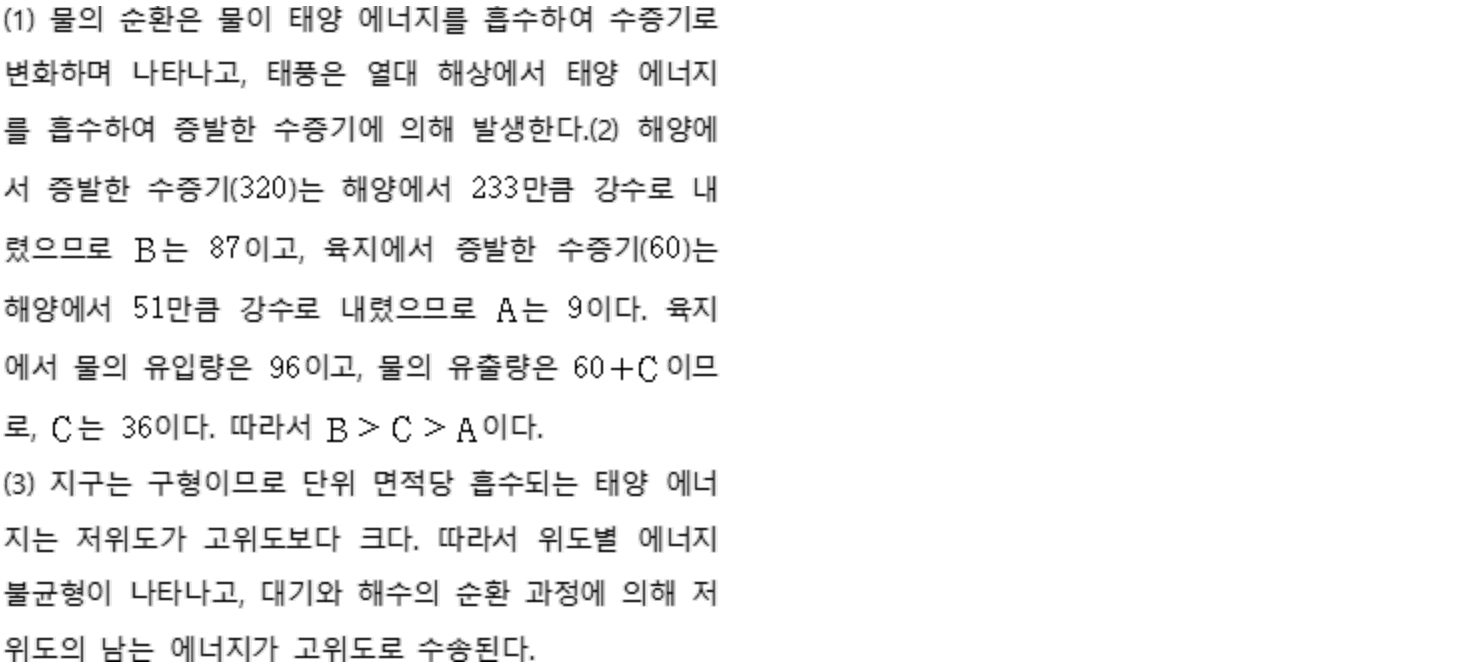 (1) 물의 순환은 물이 태양 에너지를 흡수하여 수증기로
변화하며 나타나고, 태풍은 열대 해상에서 태양 에너지
를 흡수하여 증발한 수증기에 의해 발생한다.(2) 해양에
서 증발한 수증기(320)는 해양에서 233만큼 강수로 내
렸으므로 B는 87이고, 육지에서 증발한 수증기(60)는
해양에서 51만큼 강수로 내렸으므로 A는 9이다. 육지
에서 물의 유입량은 96이고, 물의 유출량은 60+C이므
로, C는 36이다. 따라서 B > C > A이다.
(3) 지구는 구형이므로 단위 면적당 흡수되는 태양 에너
지는 저위도가 고위도보다 크다. 따라서 위도별 에너지
불균형이 나타나고, 대기와 해수의 순환 과정에 의해 저
위도의 남는 에너지가 고위도로 수송된다.